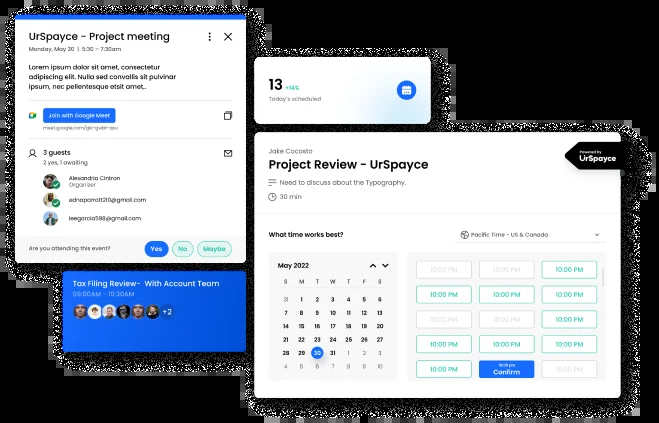 UrSpayce - Project meeting
Monday, May 30 | 5:30 – 7:30am
Lorem ipsum dolor sit amet, consectetur
adipiscing elit. Nulla sed convallis sit pulvinar
ipsum, nec pellentesque etsit amet,.
Join with Google Meet
3 guests
2 yes, 1 awaiting
Alexandria Cintron
Organizer
ednaparrott210@gmail.com
leegarcia598@gmail.com
Are you attending this event?
Yes
No
Maybe
Tax Filing Review- With Account Team
09:00AM - 10:30AM
+2
13 +14%
Today's scheduled
Jake Cocosto
Project Review - UrSpayce
Need to discuss about the Typography.
30 min
Powered by
UrSpayce
What time works best?
Pacific Time - US & Canada
May 2022
S M T W T F S
31 1 2 3 4 5 6
7 8 9 10 11 12 13
14 15 16 17 18 19 20
21 22 23 24 25 26 27
28 29 30 31 1 2 3
4 5 6 7 8 9 10
10:00 PM 10:00 PM 10:00 PM
10:00 PM 10:00 PM 10:00 PM
10:00 PM 10:00 PM 10:00 PM
10:00 PM 10:00 PM 10:00 PM
10:00 PM
10:00 pm
Confirm
10:00 PM